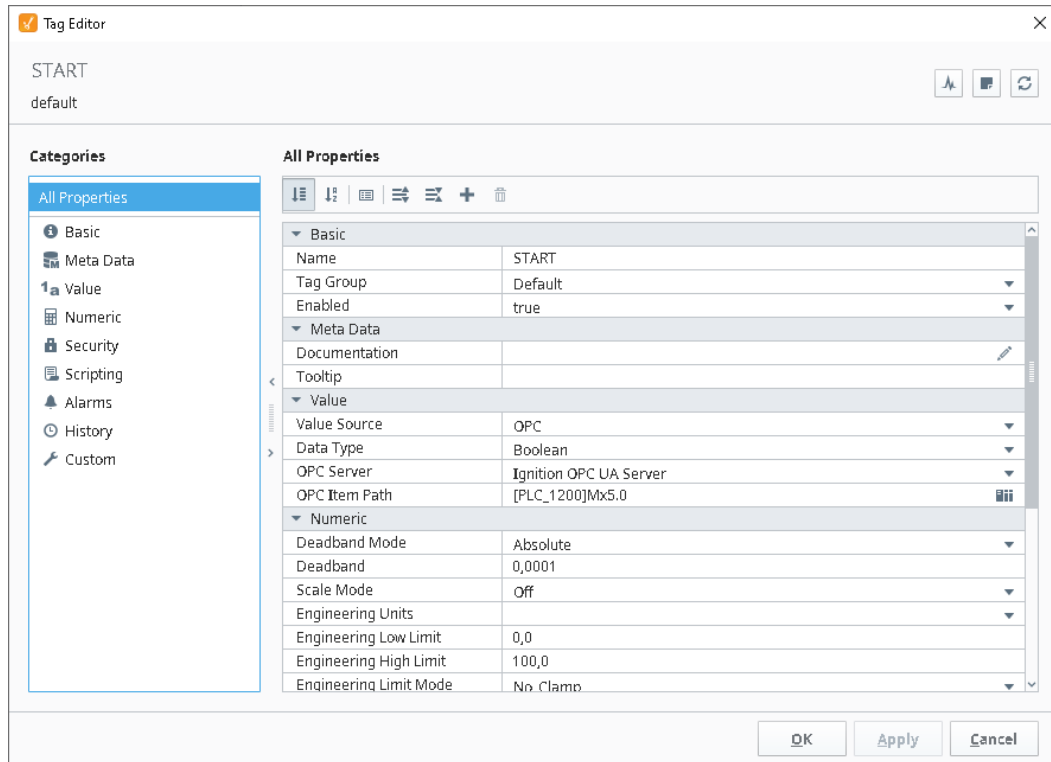 Tag Editor
START
default
Categories
All Properties
Basic
Meta Data
1a Value
Numeric
Security
Scripting
Alarms
History
Custom
All Properties
Basic
Name START
Tag Group Default
Enabled true
Meta Data
Documentation
Tooltip
Value
Value Source OPC
Data Type Boolean
OPC Server Ignition OPC UA Server
OPC Item Path [PLC_1200]Mx5.0
Numeric
Deadband Mode Absolute
Deadband 0,0001
Scale Mode Off
Engineering Units
Engineering Low Limit 0,0
Engineering High Limit 100,0
Engineering Limit Mode No_Clamp
OK Apply Cancel